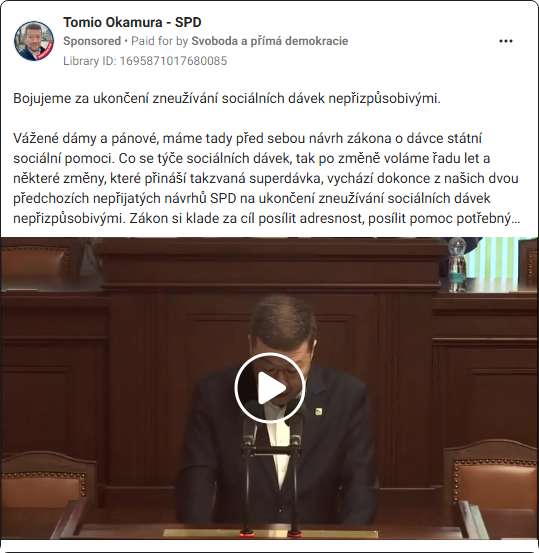 Tomio Okamura - SPD
Sponsored • Paid for by Svoboda a přímá demokracie
Library ID: 1695871017680085
Bojujeme za ukončení zneužívání sociálních dávek nepřizpůsobivými.
Vážené dámy a pánové, máme tady před sebou návrh zákona o dávce státní
sociální pomoci. Co se týče sociálních dávek, tak po změně voláme řadu let a
některé změny, které přináší takzvaná superdávka, vychází dokonce z našich dvou
předchozích nepřijatých návrhů SPD na ukončení zneužívání sociálních dávek
nepřizpůsobivými. Zákon si klade za cíl posílit adresnost, posílit pomoc potřebný…